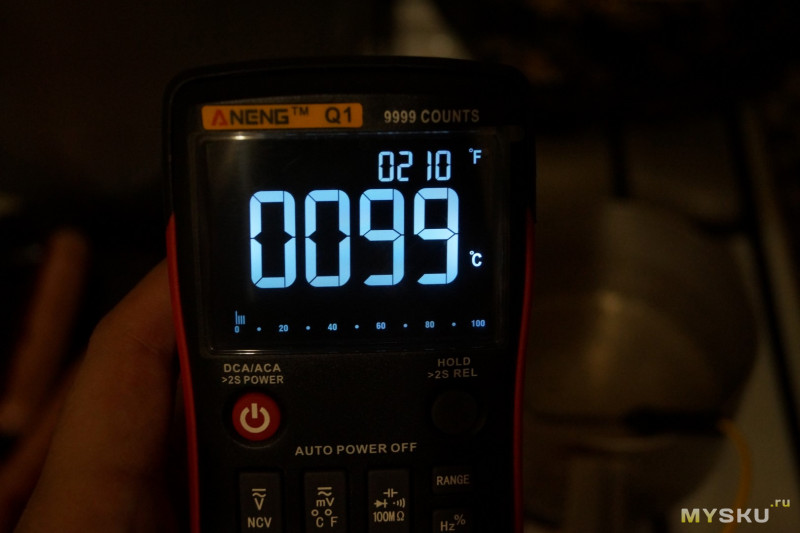 ANENG™ Q1 9999 COUNTS
0210 °F
0099 °C
0 20 40 60 80 100
DCA/ACA HOLD
>2S POWER >2S REL
AUTO POWER OFF
V mV RANGE
NCV °C °F 100MΩ Hz%
MYSKU.ru